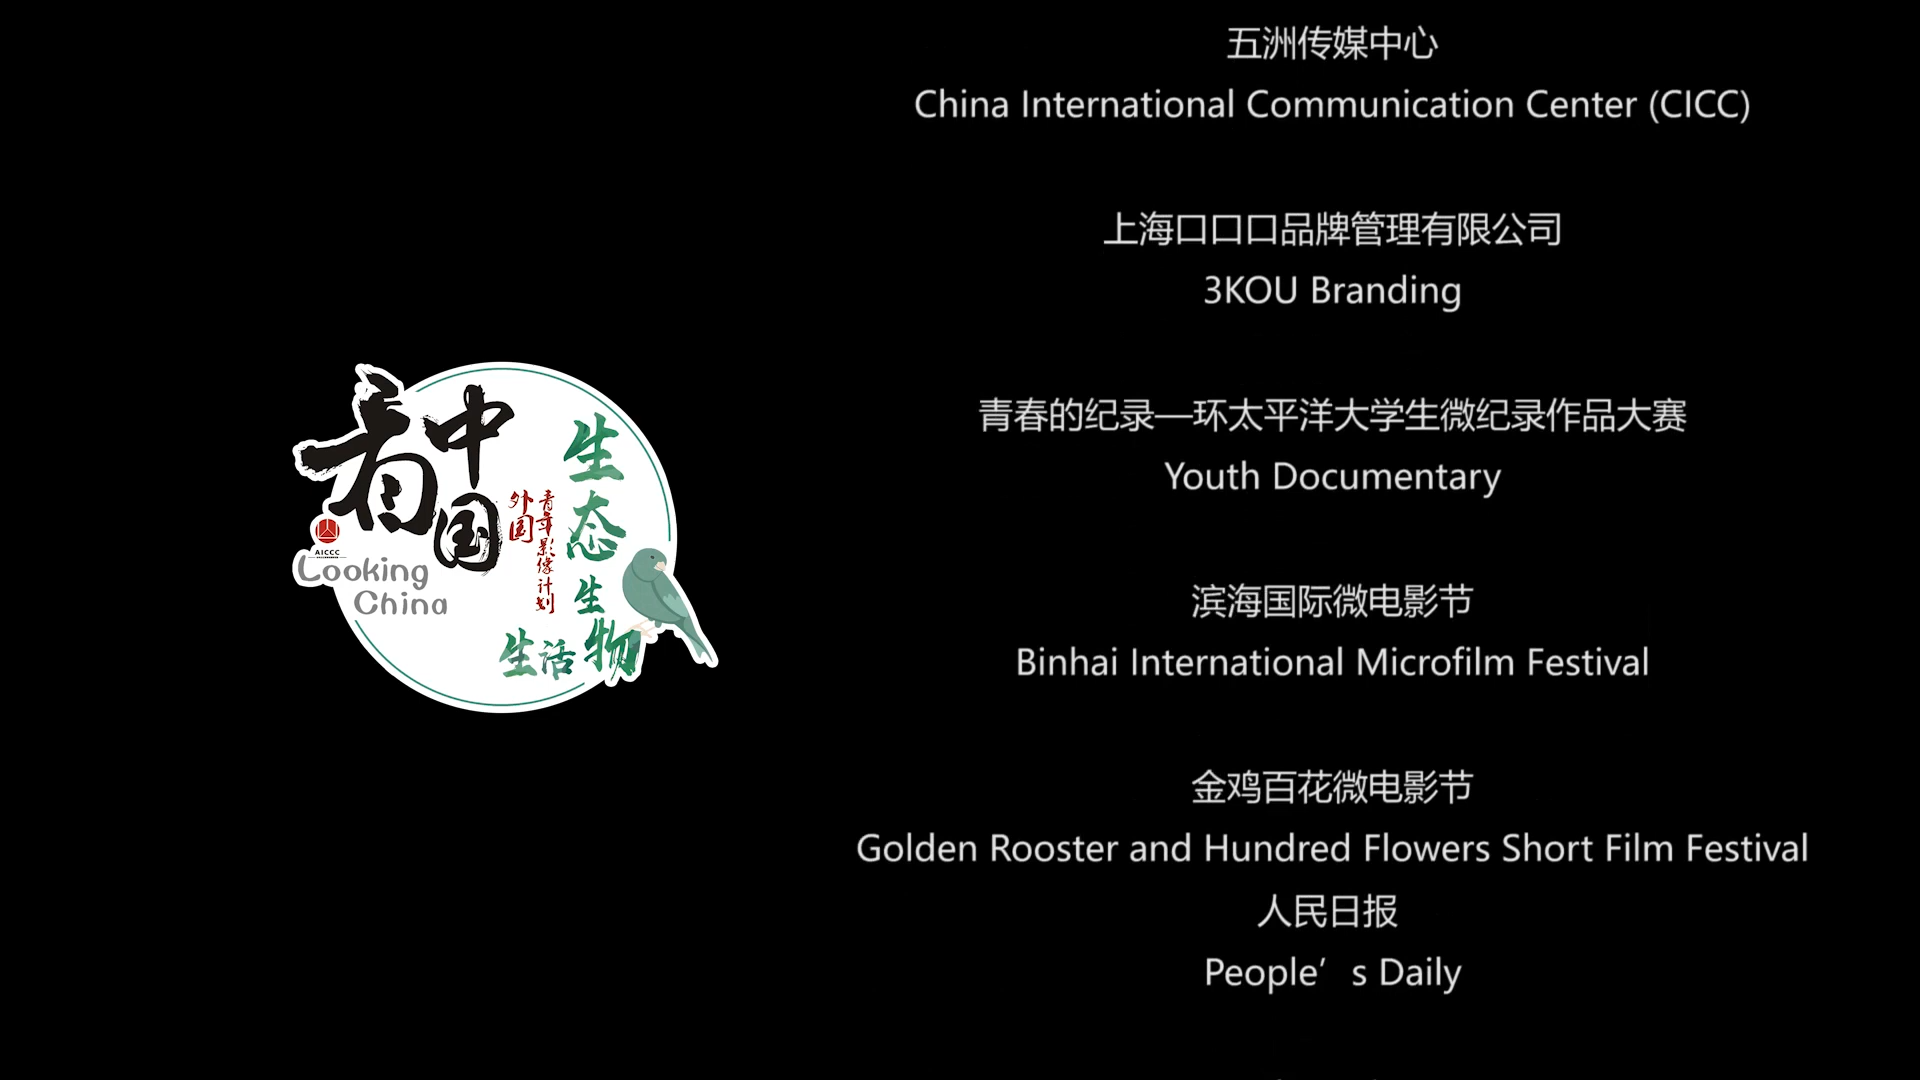 看中国
外国
青年影像计划
生态
生物
生活
AICCC
Looking
China
五洲传媒中心
China International Communication Center (CICC)
上海口口口品牌管理有限公司
3KOU Branding
青春的纪录—环太平洋大学生微纪录作品大赛
Youth Documentary
滨海国际微电影节
Binhai International Microfilm Festival
金鸡百花微电影节
Golden Rooster and Hundred Flowers Short Film Festival
人民日报
People’s Daily